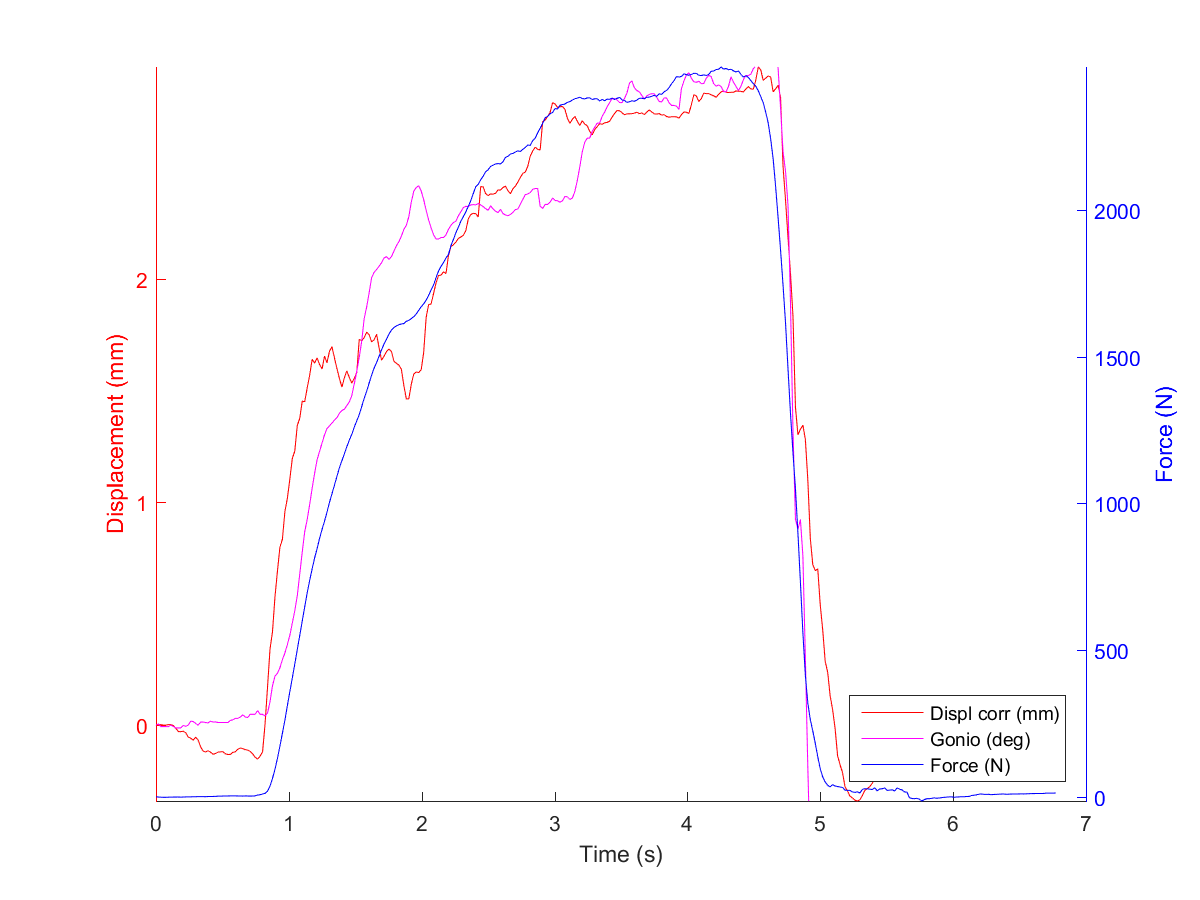 Displacement (mm)
2
1
0
Force (N)
2000
1500
1000
500
0
Displ corr (mm)
Gonio (deg)
Force (N)
0 1 2 3 4 5 6 7
Time (s)